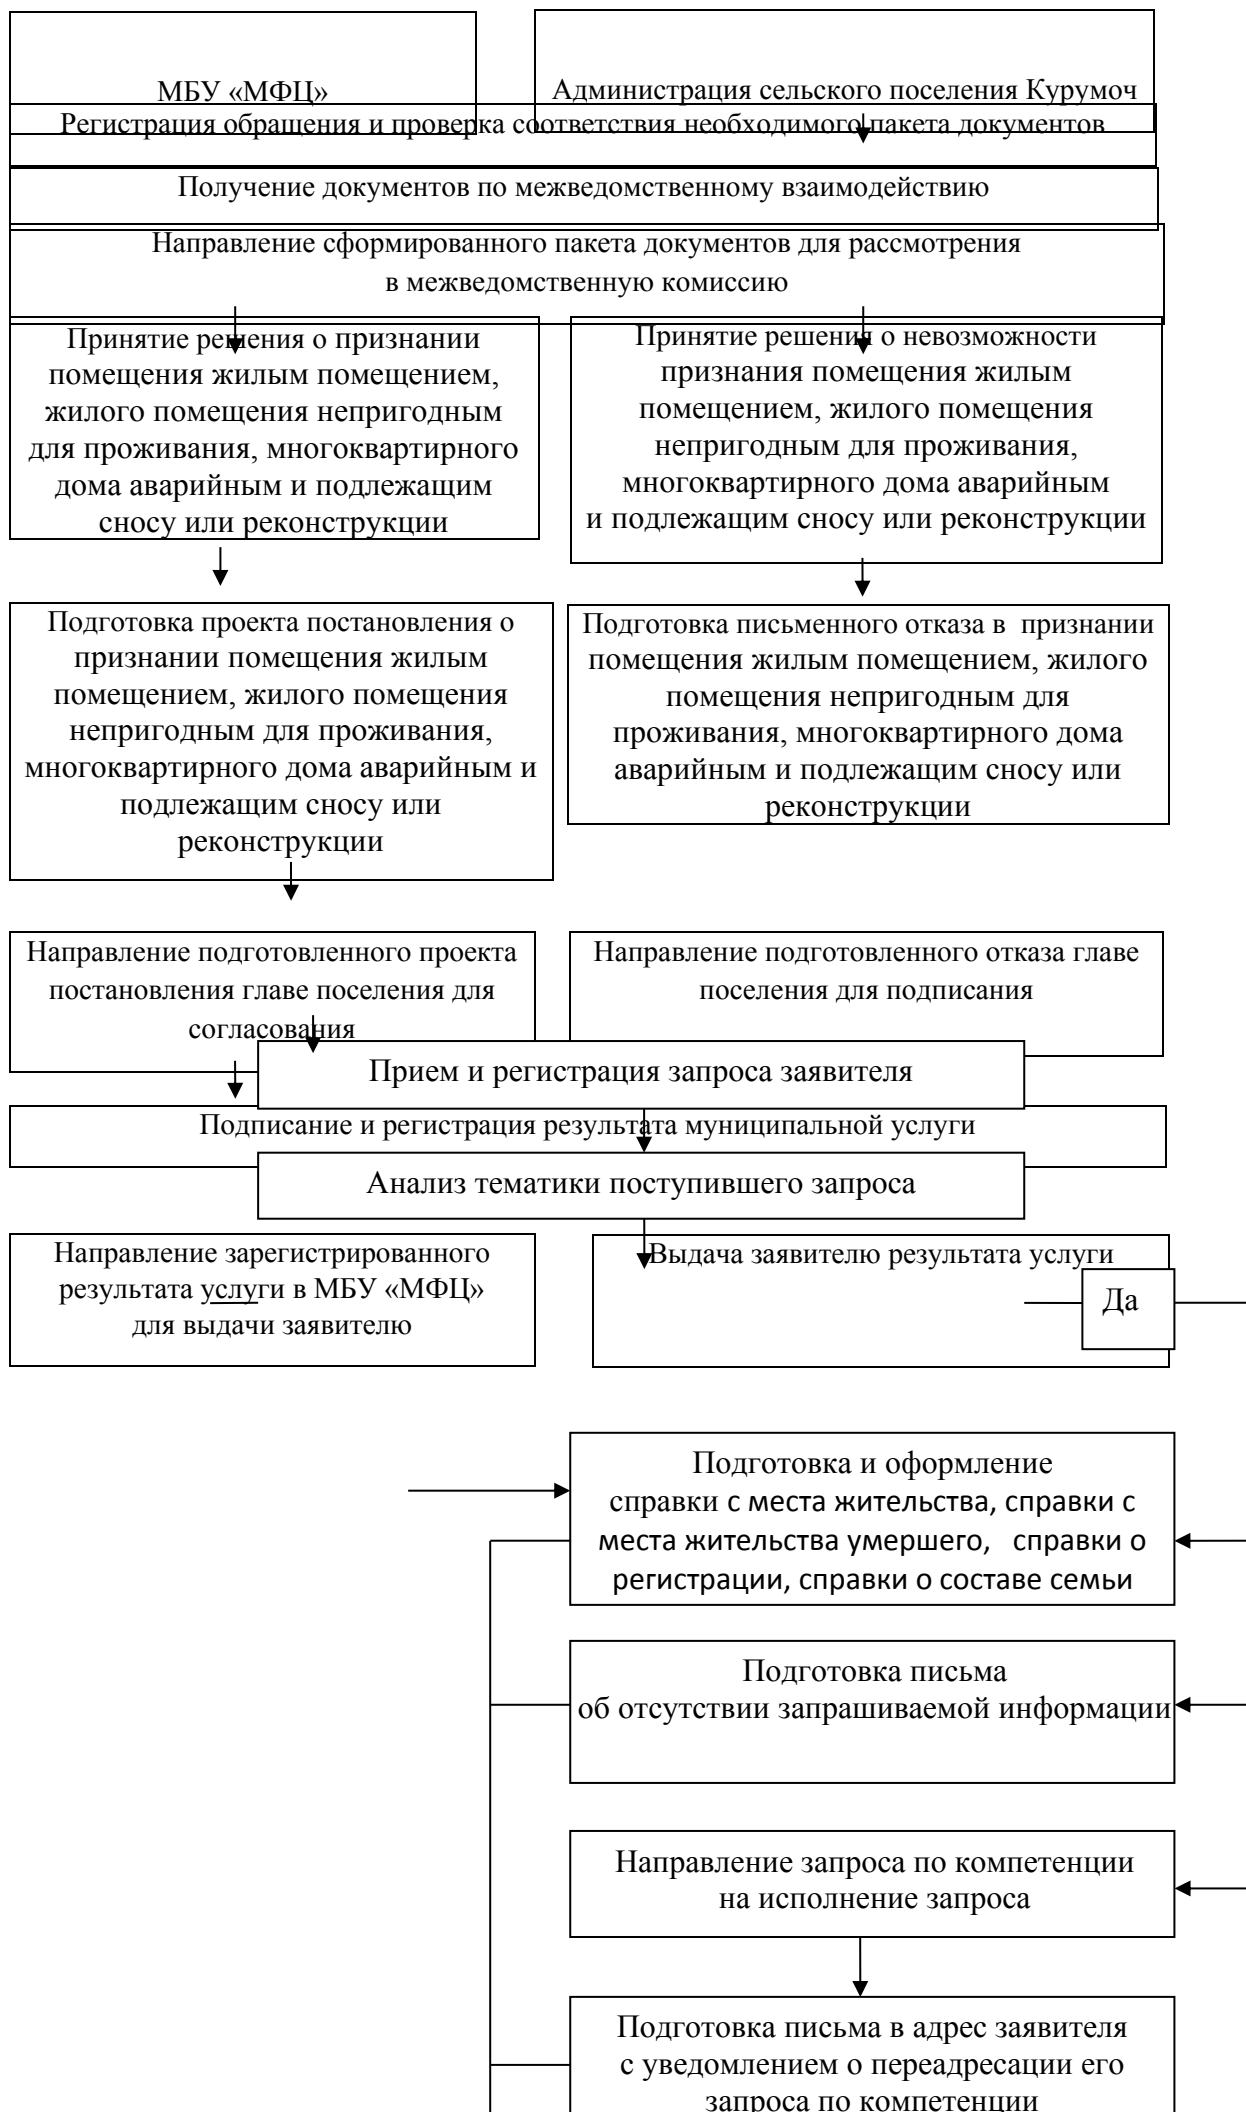 МБУ «МФЦ»
Администрация сельского поселения Курумоч
Регистрация обращения и проверка соответствия необходимого пакета документов
Получение документов по межведомственному взаимодействию
Направление сформированного пакета документов для рассмотрения
в межведомственную комиссию
Принятие решения о признании
помещения жилым помещением,
жилого помещения непригодным
для проживания, многоквартирного
дома аварийным и подлежащим
сносу или реконструкции
Принятие решения о невозможности
признания помещения жилым
помещением, жилого помещения
непригодным для проживания,
многоквартирного дома аварийным
и подлежащим сносу или реконструкции
Подготовка проекта постановления о
признании помещения жилым
помещением, жилого помещения
непригодным для проживания,
многоквартирного дома аварийным и
подлежащим сносу или
реконструкции
Подготовка письменного отказа в  признании
помещения жилым помещением, жилого
помещения непригодным для
проживания, многоквартирного дома
аварийным и подлежащим сносу или
реконструкции
Направление подготовленного проекта
постановления главе поселения для
согласования
Направление подготовленного отказа главе
поселения для подписания
Прием и регистрация запроса заявителя
Подписание и регистрация результата муниципальной услуги
Анализ тематики поступившего запроса
Направление зарегистрированного
результата услуги в МБУ «МФЦ»
для выдачи заявителю
Выдача заявителю результата услуги
Да
Подготовка и оформление
справки с места жительства, справки с
места жительства умершего,   справки о
регистрации, справки о составе семьи
Подготовка письма
об отсутствии запрашиваемой информации
Направление запроса по компетенции
на исполнение запроса
Подготовка письма в адрес заявителя
с уведомлением о переадресации его
запроса по компетенции